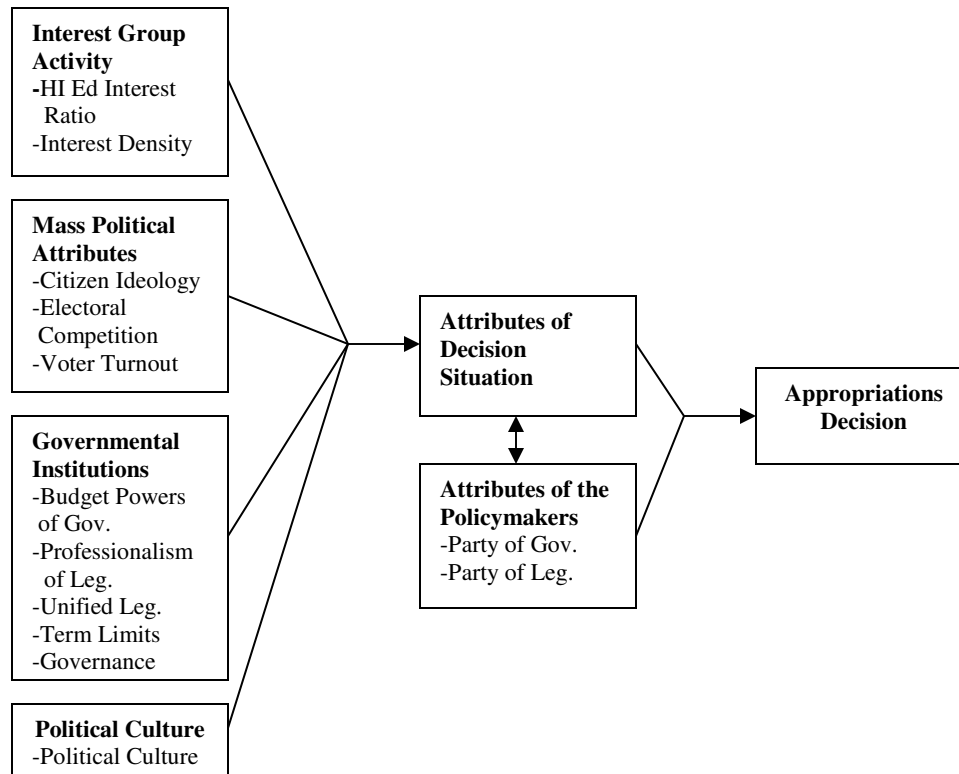 Interest Group
Activity
-HI Ed Interest
Ratio
-Interest Density
Mass Political
Attributes
-Citizen Ideology
-Electoral
Competition
-Voter Turnout
Governmental
Institutions
-Budget Powers
of Gov.
-Professionalism
of Leg.
-Unified Leg.
-Term Limits
-Governance
Political Culture
-Political Culture
Attributes of
Decision
Situation
Attributes of the
Policymakers
-Party of Gov.
-Party of Leg.
Appropriations
Decision